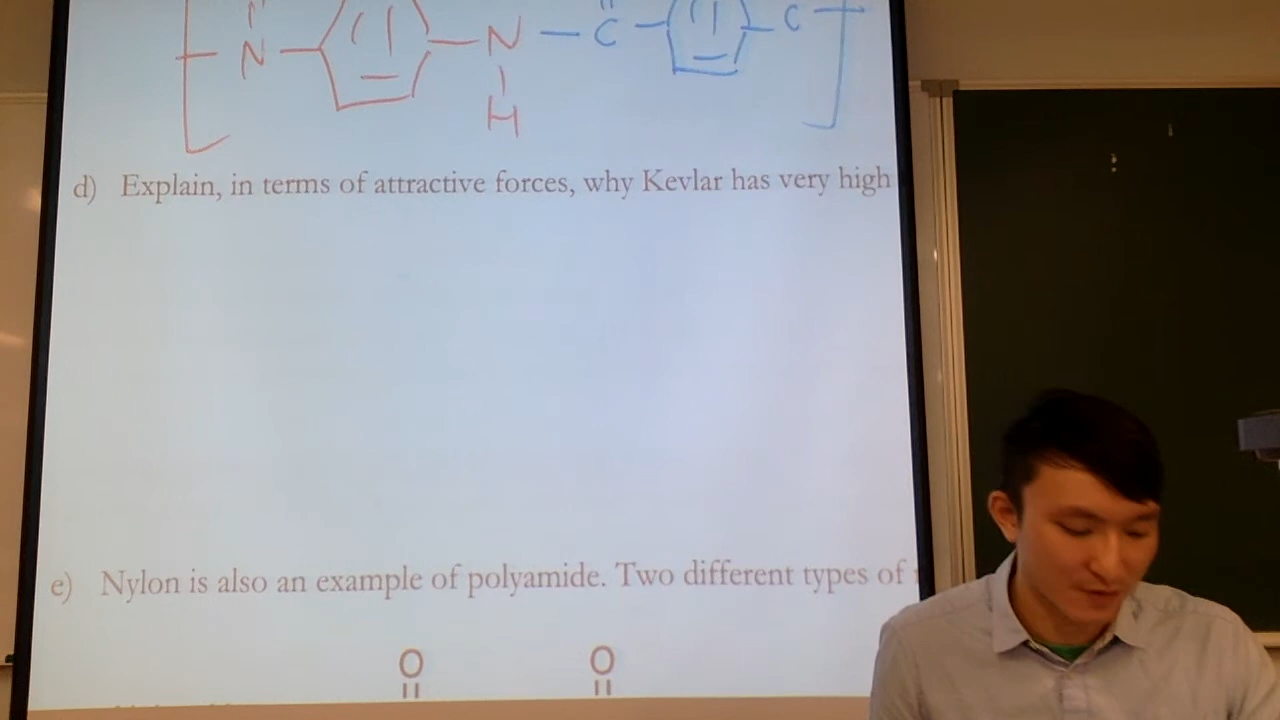 N N C C
H
d) Explain, in terms of attractive forces, why Kevlar has very high
e) Nylon is also an example of polyamide. Two different types of
O O